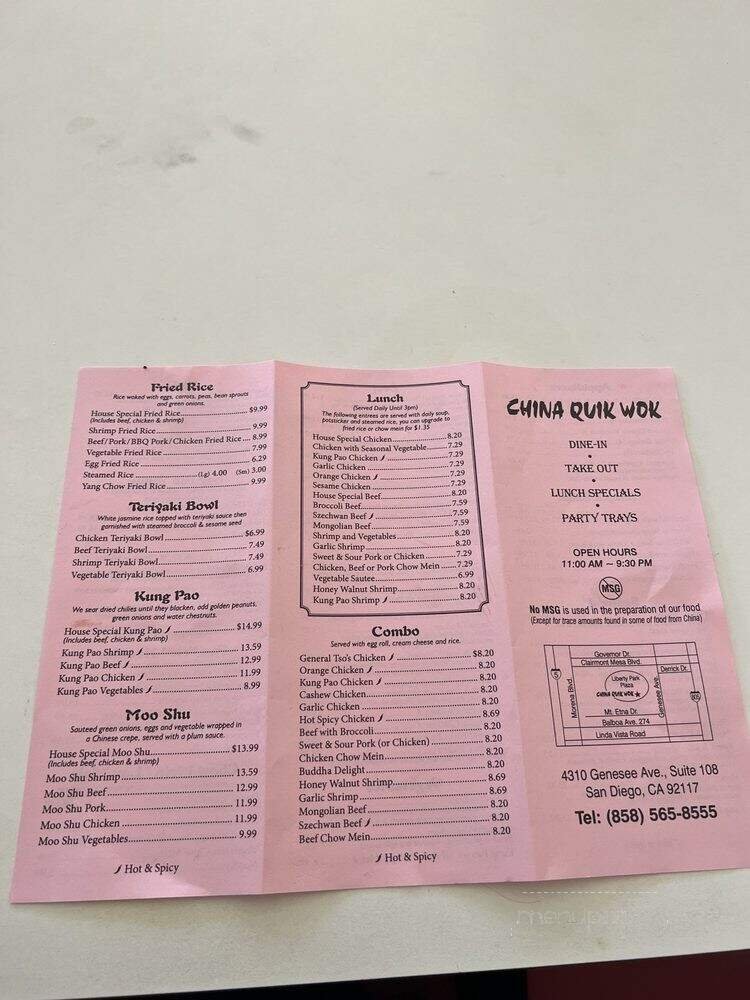 Fried Rice
Rice woked with eggs, carrots, peas, bean sprouts
and green onions.
House Special Fried Rice $9.99
(Includes beef, chicken & shrimp)
Shrimp Fried Rice 9.99
Beef/Pork/BBQ Pork/Chicken Fried Rice 8.99
Vegetable Fried Rice 7.99
Egg Fried Rice 6.29
Steamed Rice (Lg) 4.00 (Sm) 3.00
Yang Chow Fried Rice 9.99
Teriyaki Bowl
White jasmine rice topped with teriyaki sauce then
garnished with steamed broccoli & sesame seed
Chicken Teriyaki Bowl $6.99
Beef Teriyaki Bowl 7.49
Shrimp Teriyaki Bowl 7.49
Vegetable Teriyaki Bowl 6.99
Kung Pao
We sear dried chilies until they blacken, add golden peanuts,
green onions and water chestnuts.
House Special Kung Pao $14.99
(Includes beef, chicken & shrimp)
Kung Pao Shrimp 13.59
Kung Pao Beef 12.99
Kung Pao Chicken 11.99
Kung Pao Vegetables 8.99
Moo Shu
Sauteed green onions, eggs and vegetable wrapped in
a Chinese crepe, served with a plum sauce.
House Special Moo Shu $13.99
(Includes beef, chicken & shrimp)
Moo Shu Shrimp 13.59
Moo Shu Beef 12.99
Moo Shu Pork 11.99
Moo Shu Chicken 11.99
Moo Shu Vegetables 9.99
Hot & Spicy
Lunch
(Served Daily Until 3pm)
The following entrees are served with daily soup,
potsticker and steamed rice, you can upgrade to
fried rice or chow mein for $1.35
House Special Chicken 8.20
Chicken with Seasonal Vegetable 7.29
Kung Pao Chicken 7.29
Garlic Chicken 7.29
Orange Chicken 7.29
Sesame Chicken 7.29
House Special Beef 8.20
Broccoli Beef 7.59
Szechwan Beef 7.59
Mongolian Beef 7.59
Shrimp and Vegetables 8.20
Garlic Shrimp 8.20
Sweet & Sour Pork or Chicken 7.29
Chicken, Beef or Pork Chow Mein 7.29
Vegetable Sautee 6.99
Honey Walnut Shrimp 8.20
Kung Pao Shrimp 8.20
Combo
Served with egg roll, cream cheese and rice.
General Tso's Chicken $8.20
Orange Chicken 8.20
Kung Pao Chicken 8.20
Cashew Chicken 8.20
Garlic Chicken 8.20
Hot Spicy Chicken 8.69
Beef with Broccoli 8.20
Sweet & Sour Pork (or Chicken) 8.20
Chicken Chow Mein 8.20
Buddha Delight 8.20
Honey Walnut Shrimp 8.69
Garlic Shrimp 8.69
Mongolian Beef 8.20
Szechwan Beef 8.20
Beef Chow Mein 8.20
Hot & Spicy
CHINA QUIK WOK
DINE-IN
•
TAKE OUT
•
LUNCH SPECIALS
•
PARTY TRAYS
OPEN HOURS
11:00 AM ~ 9:30 PM
MSG
No MSG is used in the preparation of our food
(Except for trace amounts found in some of food from China)
Governor Dr.
Clairmont Mesa Blvd.
Derrick Dr.
5
Morena Blvd.
Liberty Park
Plaza
CHINA QUIK WOK ★
Genesee Ave.
805
Mt. Etna Dr.
Balboa Ave. 274
Linda Vista Road
4310 Genesee Ave., Suite 108
San Diego, CA 92117
Tel: (858) 565-8555